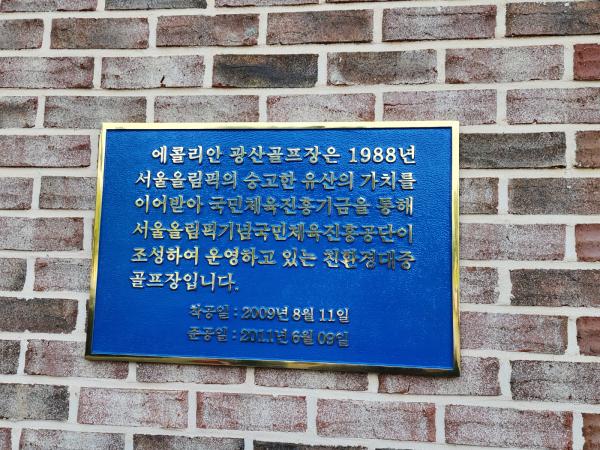 에콜리안 광산골프장은 1988년
서울올림픽의 숭고한 유산의 가치를
이어받아 국민체육진흥기금을 통해
서울올림픽기념국민체육진흥공단이
조성하여 운영하고 있는 친환경대중
골프장입니다.
착공일 : 2009년 8월 11일
준공일 : 2011년 6월 09일